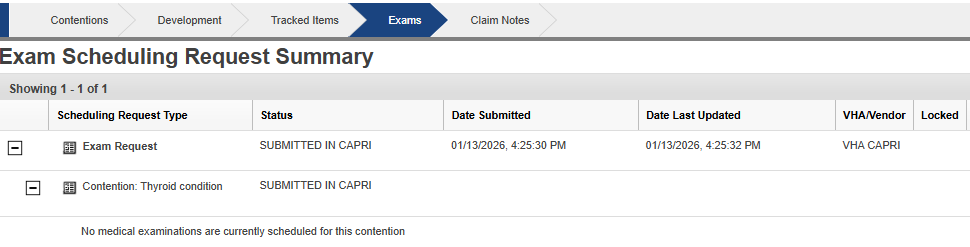 Contentions Development Tracked Items Exams Claim Notes
Exam Scheduling Request Summary
Showing 1 - 1 of 1
Scheduling Request Type Status Date Submitted Date Last Updated VHA/Vendor Locked
Exam Request SUBMITTED IN CAPRI 01/13/2026, 4:25:30 PM 01/13/2026, 4:25:32 PM VHA CAPRI
Contention: Thyroid condition SUBMITTED IN CAPRI
No medical examinations are currently scheduled for this contention